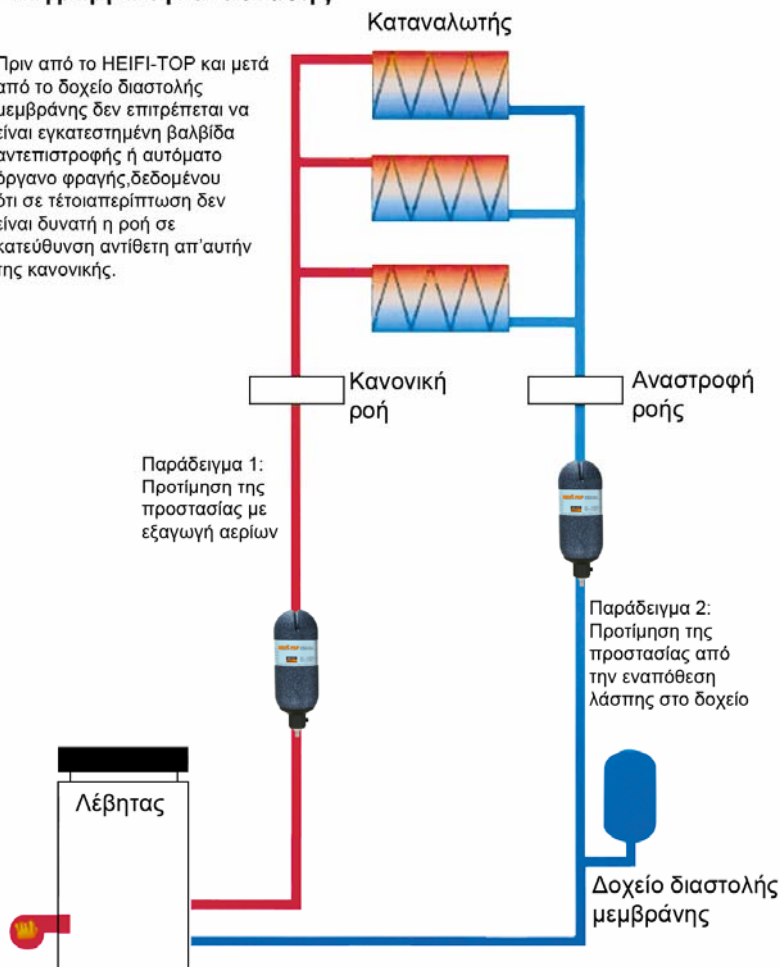 Καταναλωτής
Πριν από το HEIFI-TOP και μετά
από το δοχείο διαστολής
μεμβράνης δεν επιτρέπεται να
είναι εγκατεστημένη βαλβίδα
αντεπιστροφής ή αυτόματο
όργανο φραγής,δεδομένου
ότι σε τέτοιαπερίπτωση δεν
είναι δυνατή η ροή σε
κατεύθυνση αντίθετη απ'αυτήν
της κανονικής.
Κανονική
ροή
Αναστροφή
ροής
Παράδειγμα 1:
Προτίμηση της
προστασίας με
εξαγωγή αερίων
Παράδειγμα 2:
Προτίμηση της
προστασίας από
την εναπόθεση
λάσπης στο δοχείο
Λέβητας
Δοχείο διαστολής
μεμβράνης